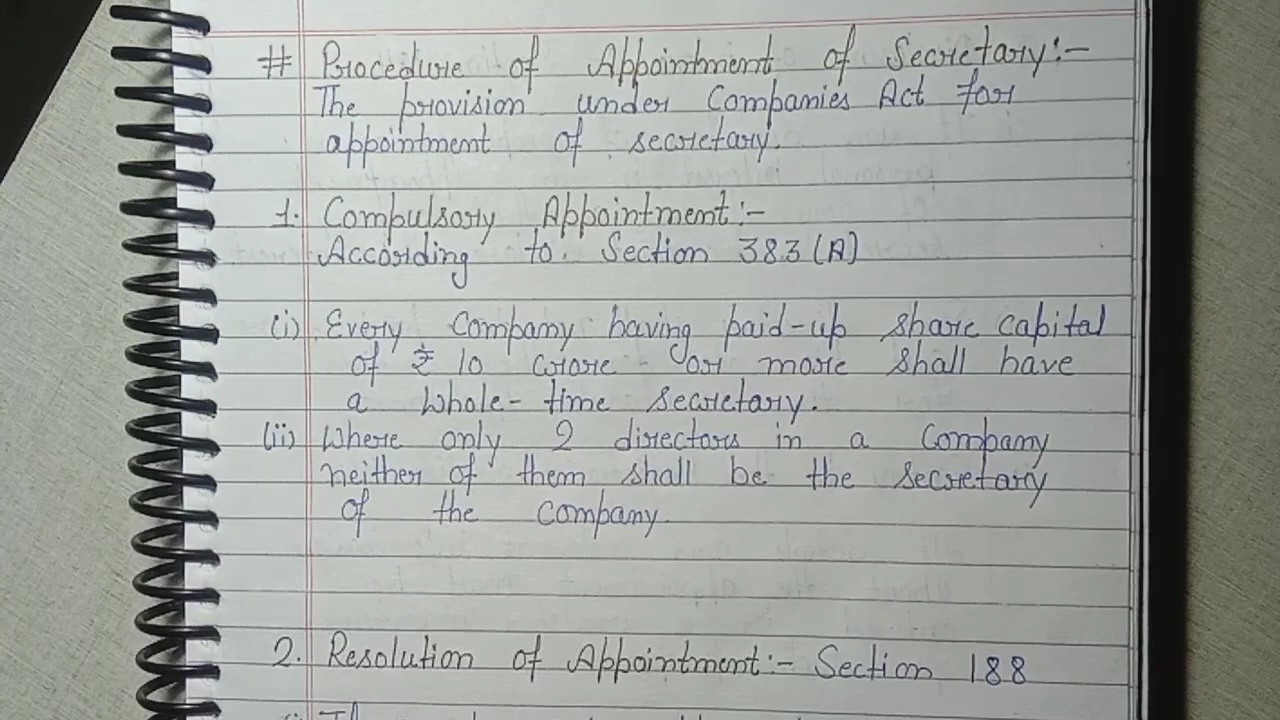 # Procedure of Appointment of Secretary:-
The provision under Companies Act for
appointment of secretary.
1. Compulsory Appointment:-
According to. Section 383(A)
(i) Every company having paid-up share capital
of ₹ 10 crore - or more shall have
a whole-time secretary.
(ii) Where only 2 directors in a company
neither of them shall be the secretary
of the company.
2. Resolution of Appointment:- Section 188